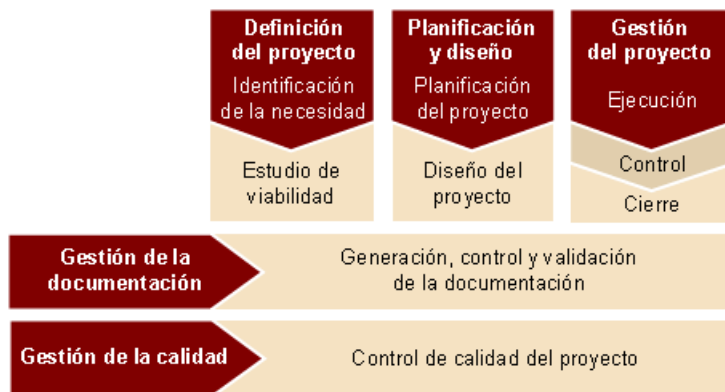 Definición
del proyecto
Identificación
de la necesidad
Estudio de
viabilidad
Planificación
y diseño
Planificación
del proyecto
Diseño del
proyecto
Gestión
del proyecto
Ejecución
Control
Cierre
Gestión de la
documentación
Generación, control y validación
de la documentación
Gestión de la calidad
Control de calidad del proyecto